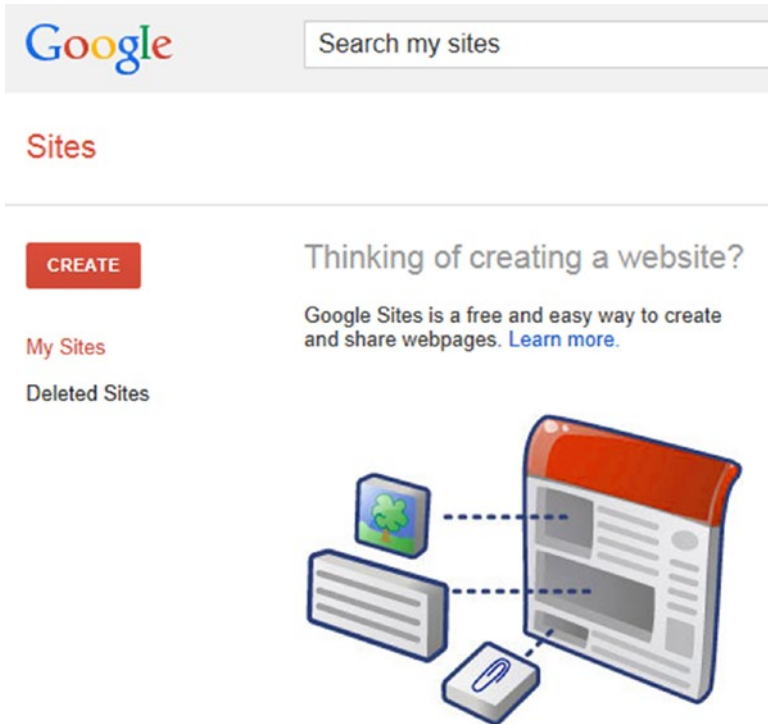 Google
Search my sites
Sites
CREATE
My Sites
Deleted Sites
Thinking of creating a website?
Google Sites is a free and easy way to create
and share webpages. Learn more.